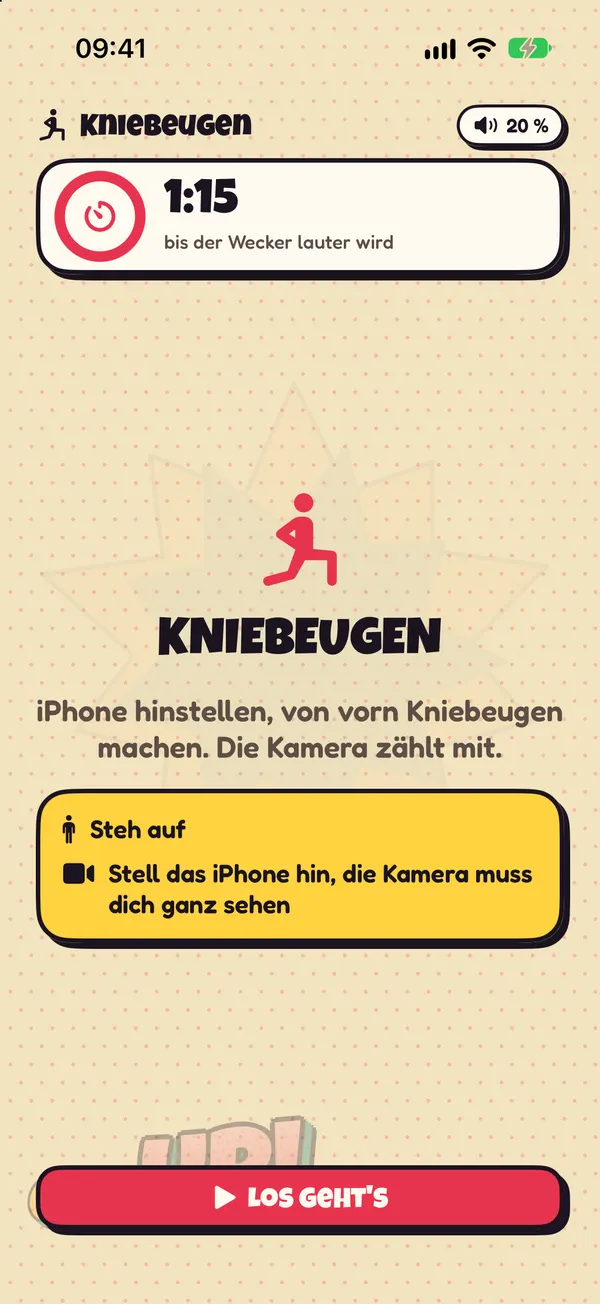 09:41
KNIEBEUGEN
20 %
1:15
bis der Wecker lauter wird
KNIEBEUGEN
iPhone hinstellen, von vorn Kniebeugen
machen. Die Kamera zählt mit.
Steh auf
Stell das iPhone hin, die Kamera muss
dich ganz sehen
UP!
LOS GEHT'S